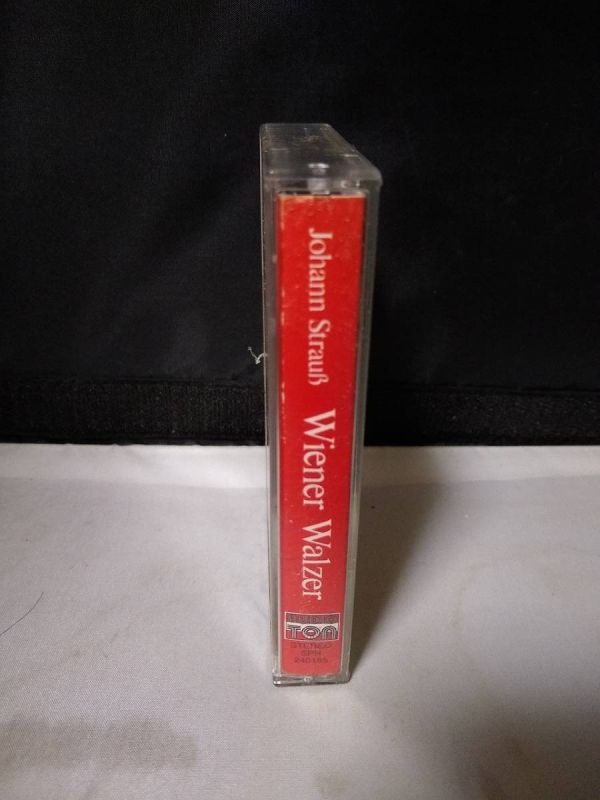 Johann Strauß
Wiener Walzer
TON
STEREO
SPH
240185